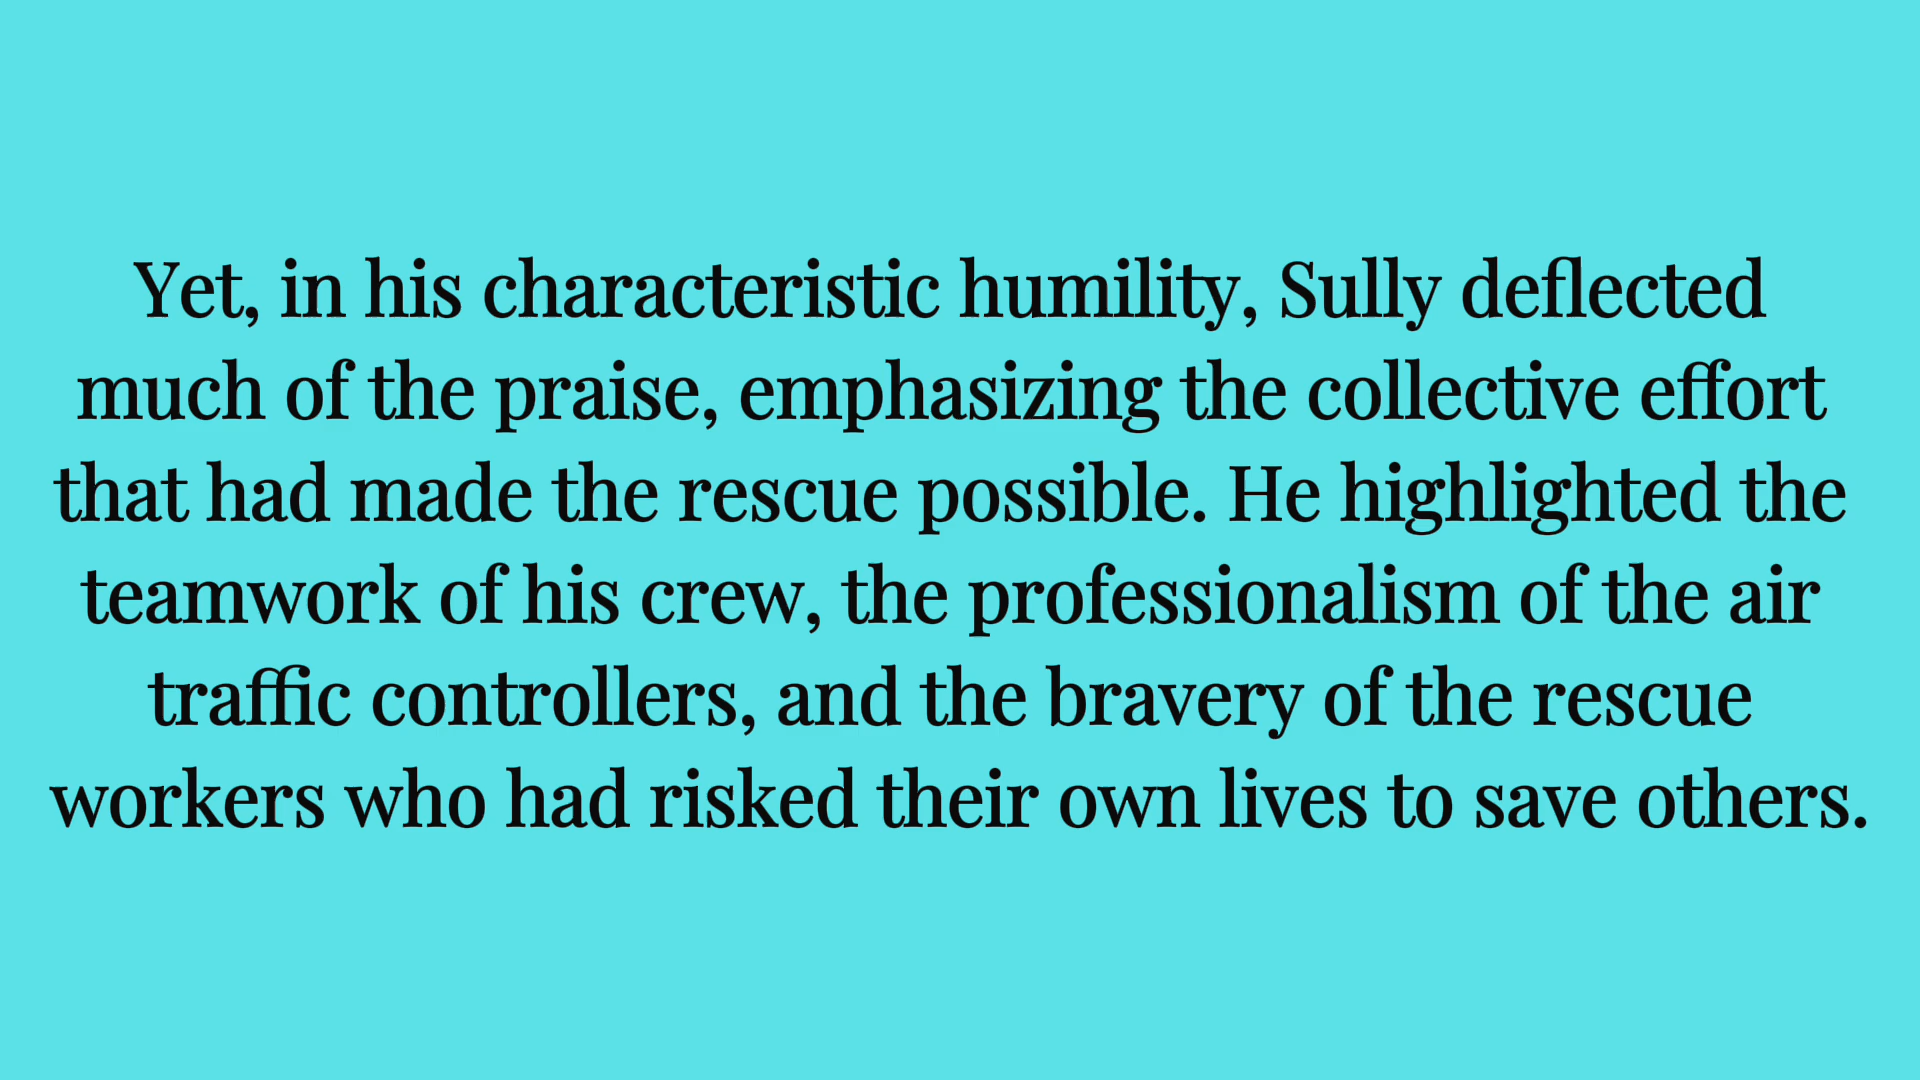 Yet, in his characteristic humility, Sully deflected
much of the praise, emphasizing the collective effort
that had made the rescue possible. He highlighted the
teamwork of his crew, the professionalism of the air
traffic controllers, and the bravery of the rescue
workers who had risked their own lives to save others.